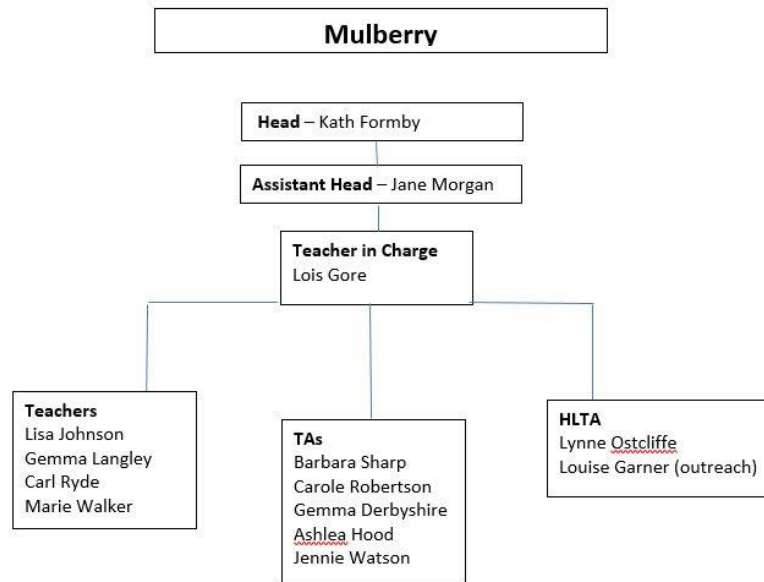 Mulberry
Head – Kath Formby
Assistant Head – Jane Morgan
Teacher in Charge
Lois Gore
Teachers
Lisa Johnson
Gemma Langley
Carl Ryde
Marie Walker
TAs
Barbara Sharp
Carole Robertson
Gemma Derbyshire
Ashlea Hood
Jennie Watson
HLTA
Lynne Ostcliffe
Louise Garner (outreach)